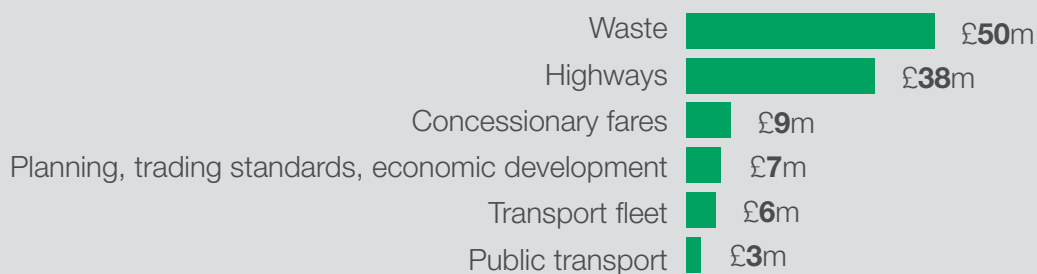 Waste £50m
Highways £38m
Concessionary fares £9m
Planning, trading standards, economic development £7m
Transport fleet £6m
Public transport £3m